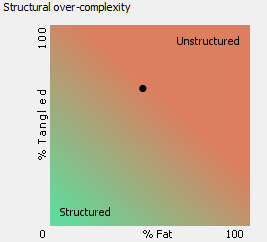 Structural over-complexity
100
Unstructured
% Tangled
Structured
0 % Fat 100